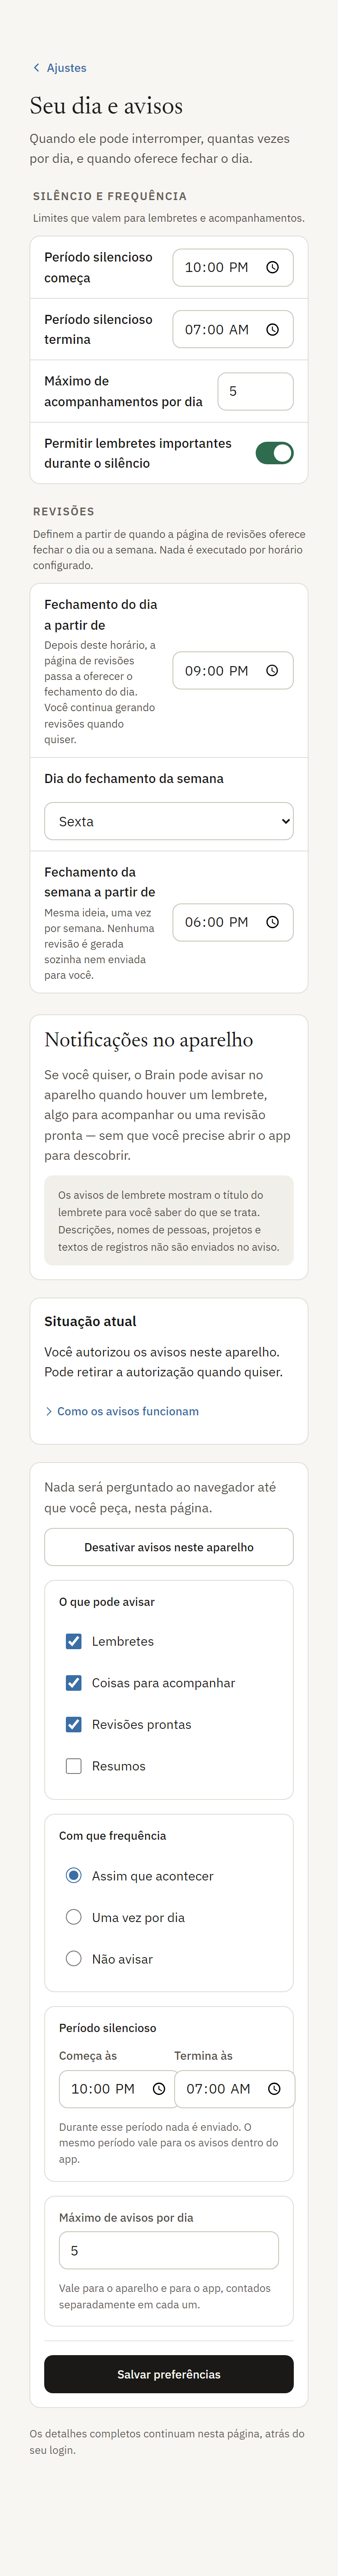 Ajustes
Seu dia e avisos
Quando ele pode interromper, quantas vezes
por dia, e quando oferece fechar o dia.
SILÊNCIO E FREQUÊNCIA
Limites que valem para lembretes e acompanhamentos.
Período silencioso
começa
10:00 PM
Período silencioso
termina
07:00 AM
Máximo de
acompanhamentos por dia
5
Permitir lembretes importantes
durante o silêncio
REVISÕES
Definem a partir de quando a página de revisões oferece
fechar o dia ou a semana. Nada é executado por horário
configurado.
Fechamento do dia
a partir de
Depois deste horário, a
página de revisões
passa a oferecer o
fechamento do dia.
Você continua gerando
revisões quando
quiser.
09:00 PM
Dia do fechamento da semana
Sexta
Fechamento da
semana a partir de
Mesma ideia, uma vez
por semana. Nenhuma
revisão é gerada
sozinha nem enviada
para você.
06:00 PM
Notificações no aparelho
Se você quiser, o Brain pode avisar no
aparelho quando houver um lembrete,
algo para acompanhar ou uma revisão
pronta — sem que você precise abrir o app
para descobrir.
Os avisos de lembrete mostram o título do
lembrete para você saber do que se trata.
Descrições, nomes de pessoas, projetos e
textos de registros não são enviados no aviso.
Situação atual
Você autorizou os avisos neste aparelho.
Pode retirar a autorização quando quiser.
Como os avisos funcionam
Nada será perguntado ao navegador até
que você peça, nesta página.
Desativar avisos neste aparelho
O que pode avisar
Lembretes
Coisas para acompanhar
Revisões prontas
Resumos
Com que frequência
Assim que acontecer
Uma vez por dia
Não avisar
Período silencioso
Começa às
Termina às
10:00 PM
07:00 AM
Durante esse período nada é enviado. O
mesmo período vale para os avisos dentro do
app.
Máximo de avisos por dia
5
Vale para o aparelho e para o app, contados
separadamente em cada um.
Salvar preferências
Os detalhes completos continuam nesta página, atrás do
seu login.